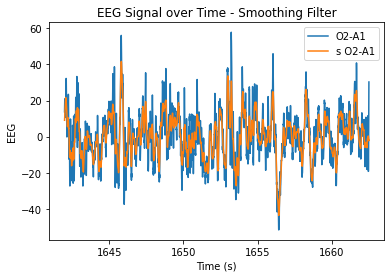 EEG Signal over Time - Smoothing Filter
O2-A1
s O2-A1
EEG
60
40
20
0
−20
−40
1645
1650
1655
1660
Time (s)